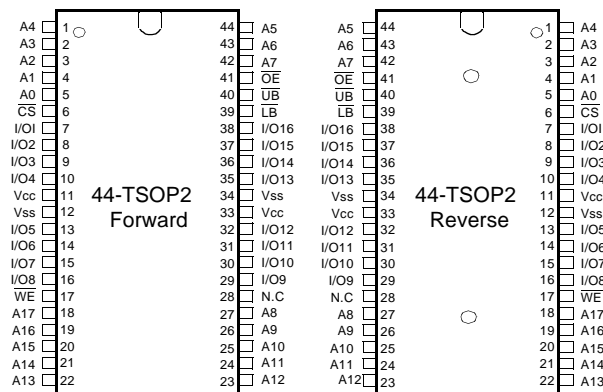 A4 1 44 A5
A3 2 43 A6
A2 3 42 A7
A1 4 41 OE
A0 5 40 UB
CS 6 39 LB
I/OI 7 38 I/O16
I/O2 8 37 I/O15
I/O3 9 36 I/O14
I/O4 10 35 I/O13
Vcc 11 34 Vss
Vss 12 33 Vcc
I/O5 13 32 I/O12
I/O6 14 31 I/O11
I/O7 15 30 I/O10
I/O8 16 29 I/O9
WE 17 28 N.C
A17 18 27 A8
A16 19 26 A9
A15 20 25 A10
A14 21 24 A11
A13 22 23 A12
44-TSOP2
Forward
A5 44 1 A4
A6 43 2 A3
A7 42 3 A2
OE 41 4 A1
UB 40 5 A0
LB 39 6 CS
I/O16 38 7 I/OI
I/O15 37 8 I/O2
I/O14 36 9 I/O3
I/O13 35 10 I/O4
Vss 34 11 Vcc
Vcc 33 12 Vss
I/O12 32 13 I/O5
I/O11 31 14 I/O6
I/O10 30 15 I/O7
I/O9 29 16 I/O8
N.C 28 17 WE
A8 27 18 A17
A9 26 19 A16
A10 25 20 A15
A11 24 21 A14
A12 23 22 A13
44-TSOP2
Reverse